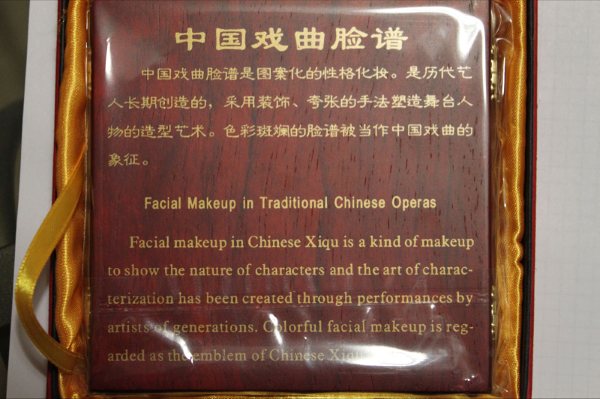 中国戏曲脸谱
中国戏曲脸谱是图案化的性格化妆。是历代艺
人长期创造的，采用装饰、夸张的手法塑造舞台人
物的造型艺术。色彩斑斓的脸谱被当作中国戏曲的
象征。
Facial Makeup in Traditional Chinese Operas
Facial makeup in Chinese Xiqu is a kind of makeup
to show the nature of characters and the art of charac-
terization has been created through performances by
artists of generations. Colorful facial makeup is reg-
arded as the emblem of Chinese Xiqu